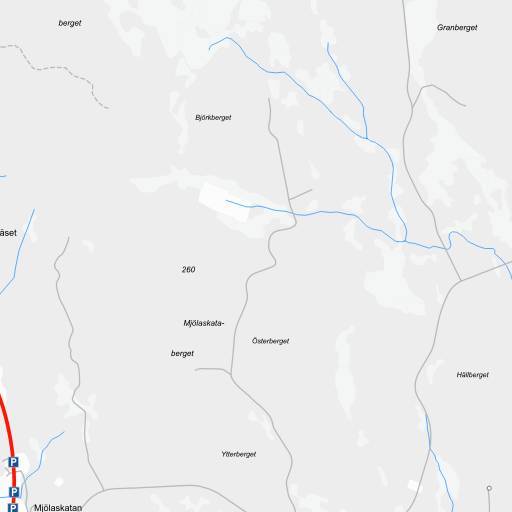 berget
Granberget
Björkberget
äset
260
Mjölaskata-
berget
Österberget
Hällberget
Ytterberget
P
P
P
Mjölaskatan